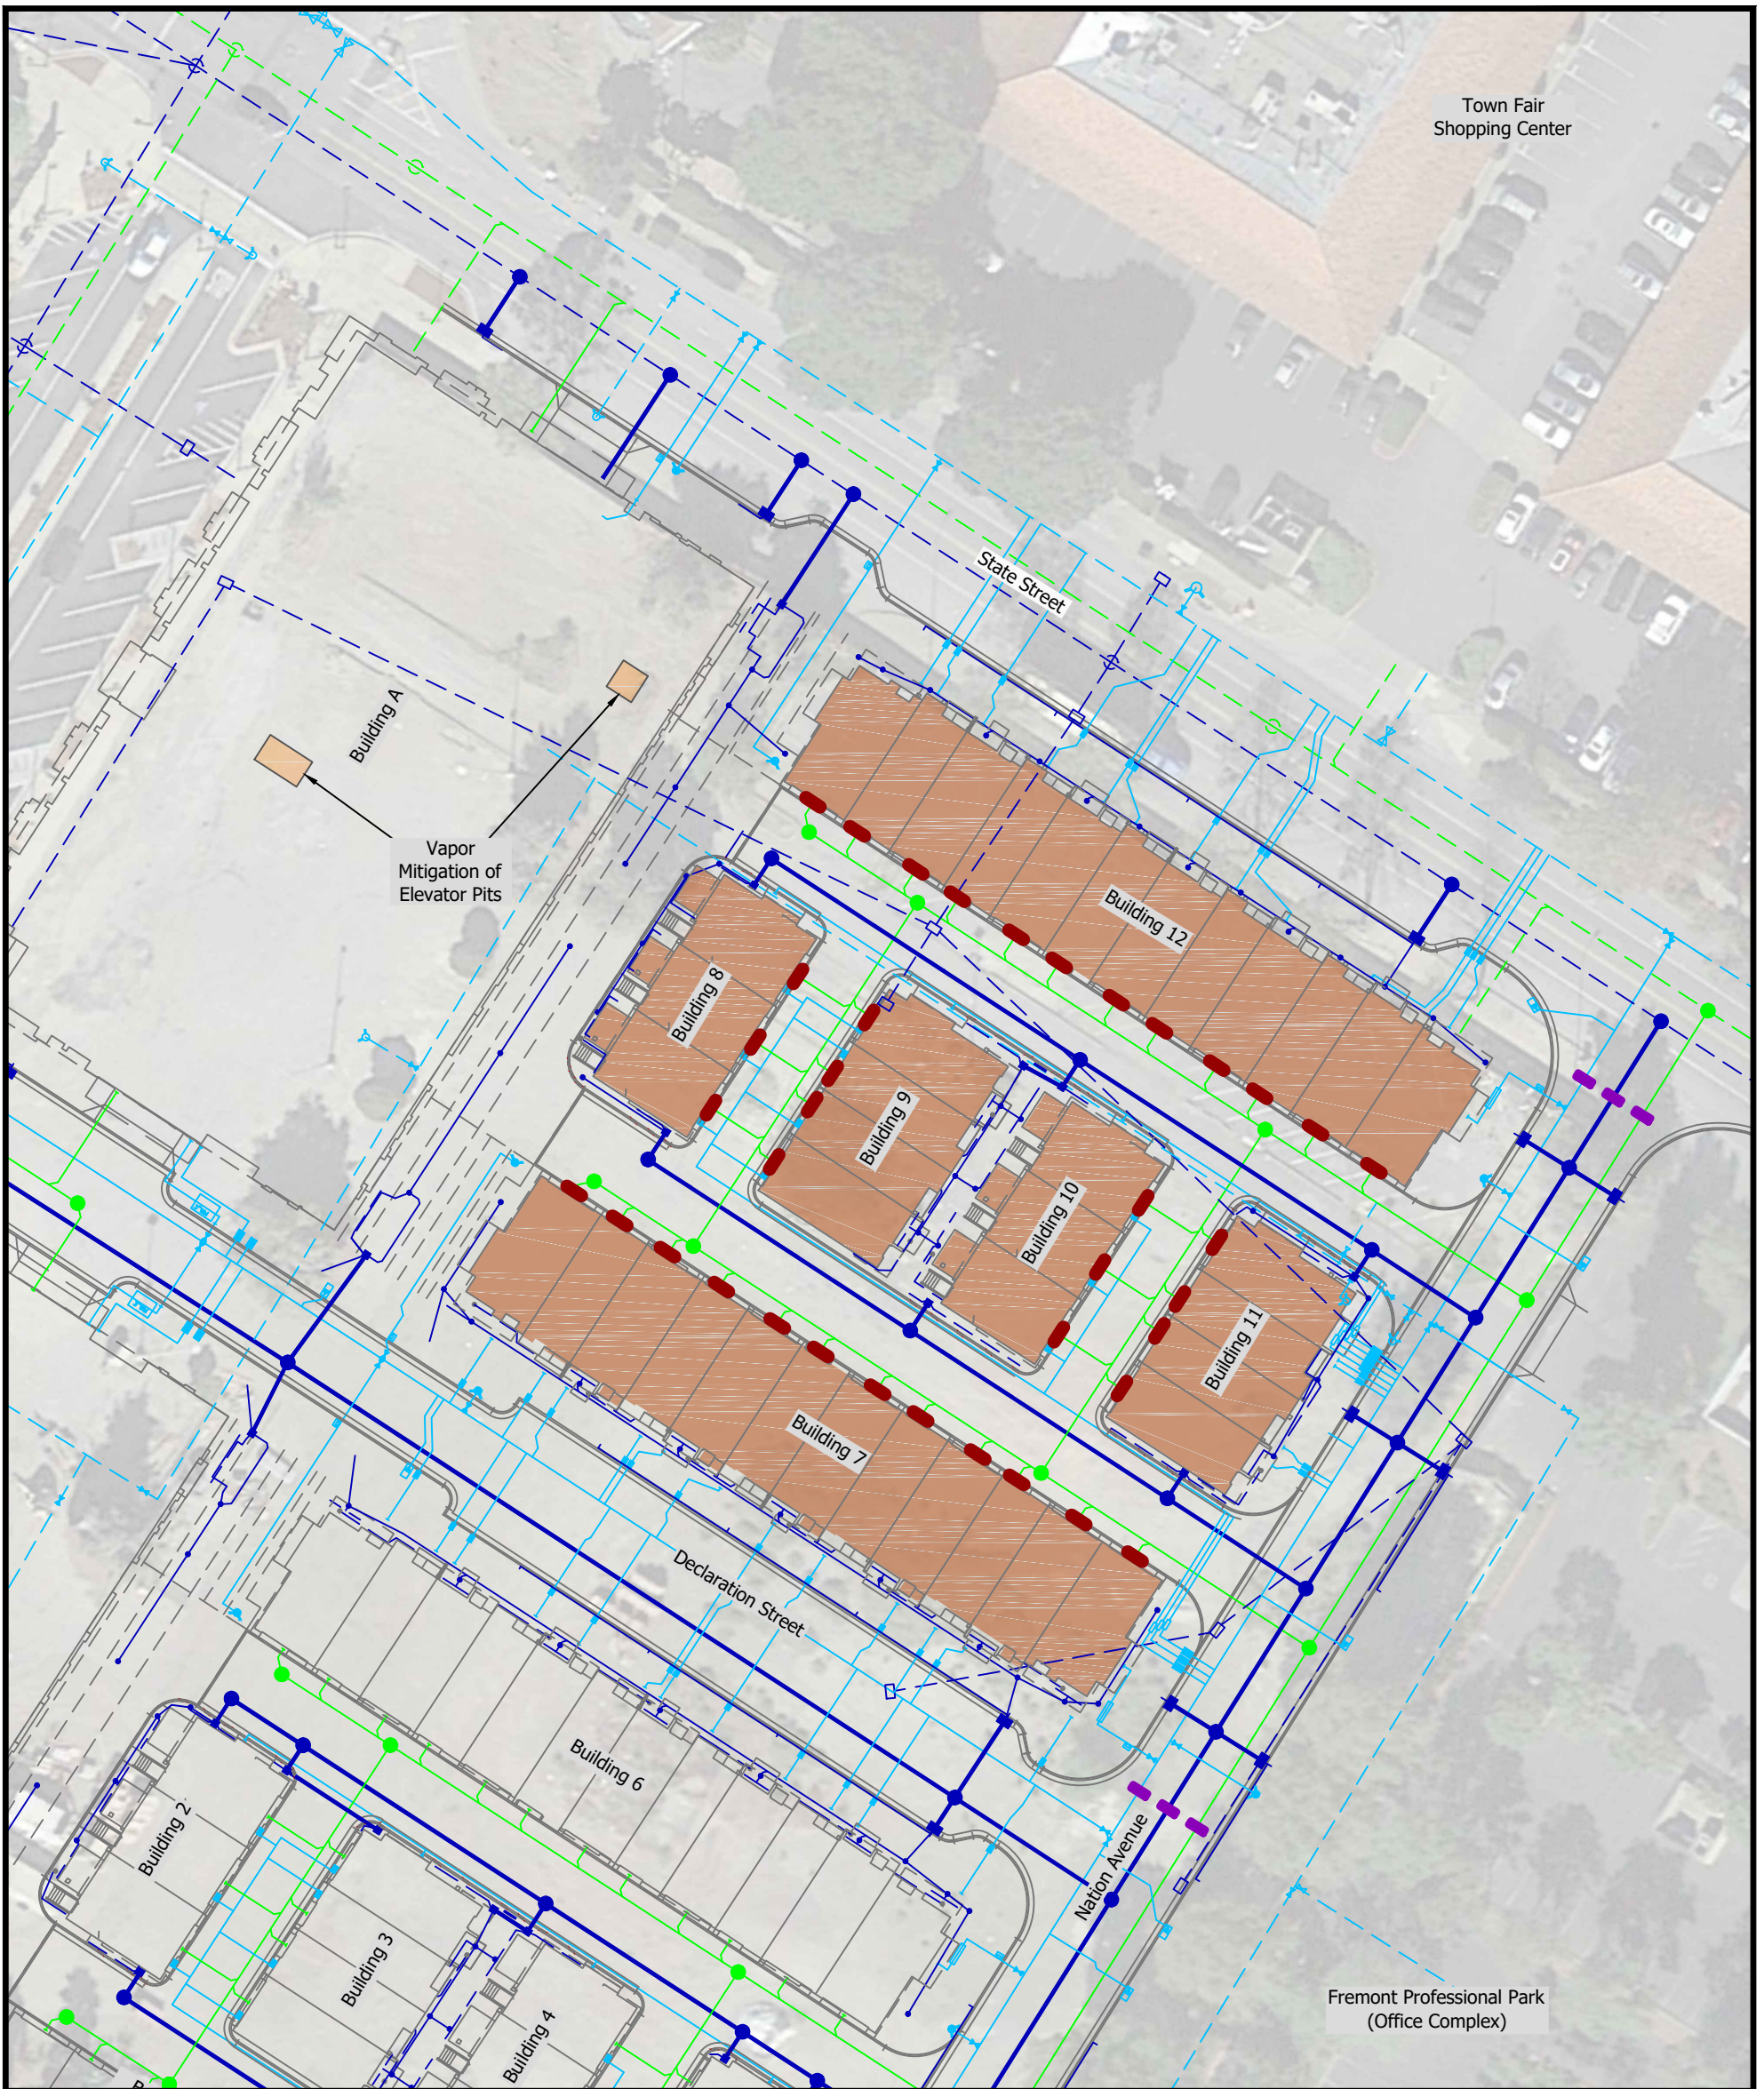 Town Fair
Shopping Center
State Street
Building A
Vapor
Mitigation of
Elevator Pits
Building 12
Building 8
Building 9
Building 10
Building 11
Building 7
Declaration Street
Building 6
Building 2
Building 3
Building 4
Nation Avenue
Fremont Professional Park
(Office Complex)